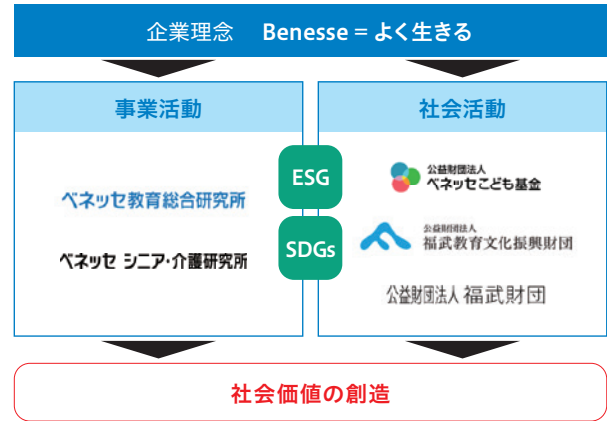 企業理念 Benesse = よく生きる
事業活動
ベネッセ教育総合研究所
ベネッセ シニア・介護研究所
ESG
SDGs
社会活動
公益財団法人
ベネッセこども基金
公益財団法人
福武教育文化振興財団
公益財団法人 福武財団
社会価値の創造